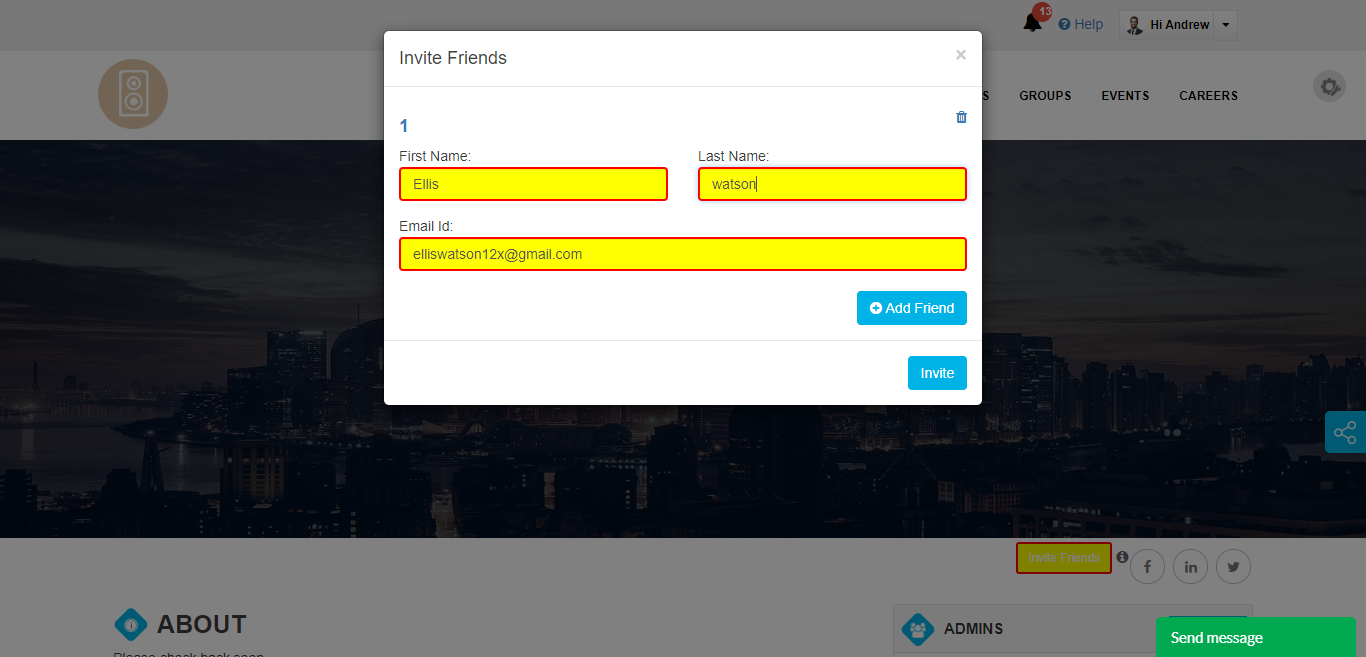 13
Help
Hi Andrew
Invite Friends
×
S GROUPS EVENTS CAREERS
1
First Name:
Last Name:
Ellis
watson
Email Id:
elliswatson12x@gmail.com
Add Friend
Invite
Invite Friends
ABOUT
ADMINS
Please check back soon
Send message